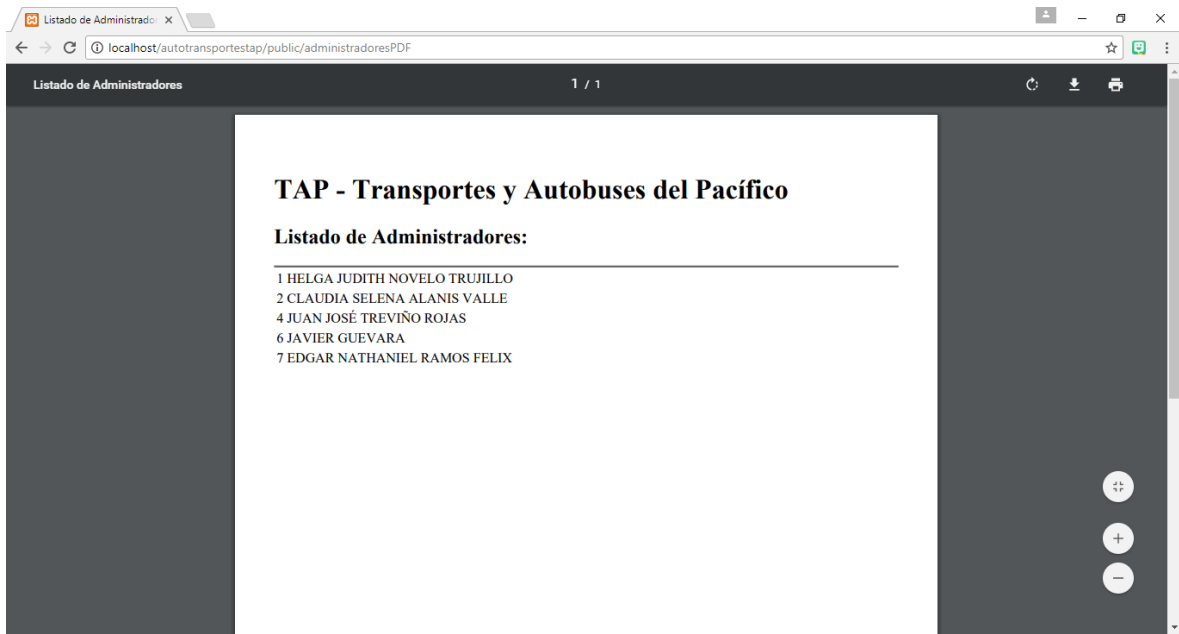 Listado de Administrador
localhost/autotransportestap/public/administradoresPDF
Listado de Administradores
1 / 1
TAP - Transportes y Autobuses del Pacífico
Listado de Administradores:
1 HELGA JUDITH NOVELO TRUJILLO
2 CLAUDIA SELENA ALANIS VALLE
4 JUAN JOSÉ TREVIÑO ROJAS
6 JAVIER GUEVARA
7 EDGAR NATHANIEL RAMOS FELIX